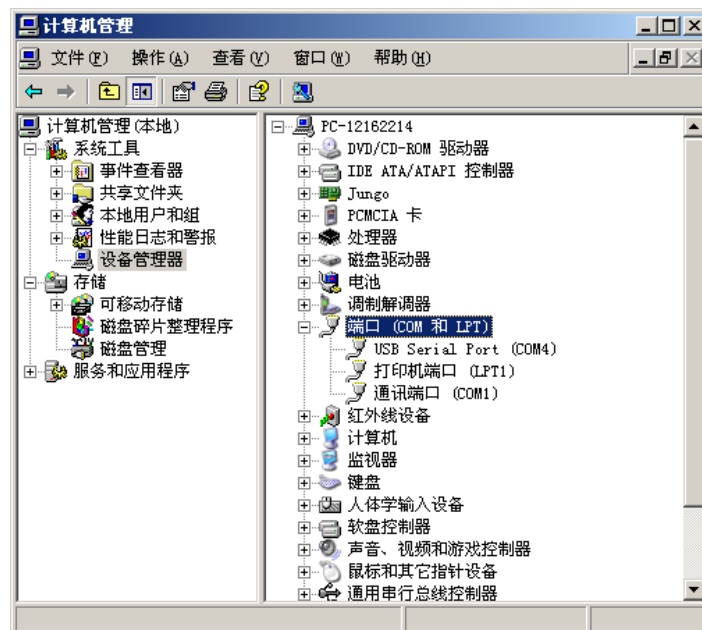 计算机管理
文件(F) 操作(A) 查看(V) 窗口(W) 帮助(H)
计算机管理(本地)
系统工具
事件查看器
共享文件夹
本地用户和组
性能日志和警报
设备管理器
存储
可移动存储
磁盘碎片整理程序
磁盘管理
服务和应用程序
PC-12162214
DVD/CD-ROM 驱动器
IDE ATA/ATAPI 控制器
Jungo
PCMCIA 卡
处理器
磁盘驱动器
电池
调制解调器
端口 (COM 和 LPT)
USB Serial Port (COM4)
打印机端口 (LPT1)
通讯端口 (COM1)
红外线设备
计算机
监视器
键盘
人体学输入设备
软盘控制器
声音、视频和游戏控制器
鼠标和其它指针设备
通用串行总线控制器